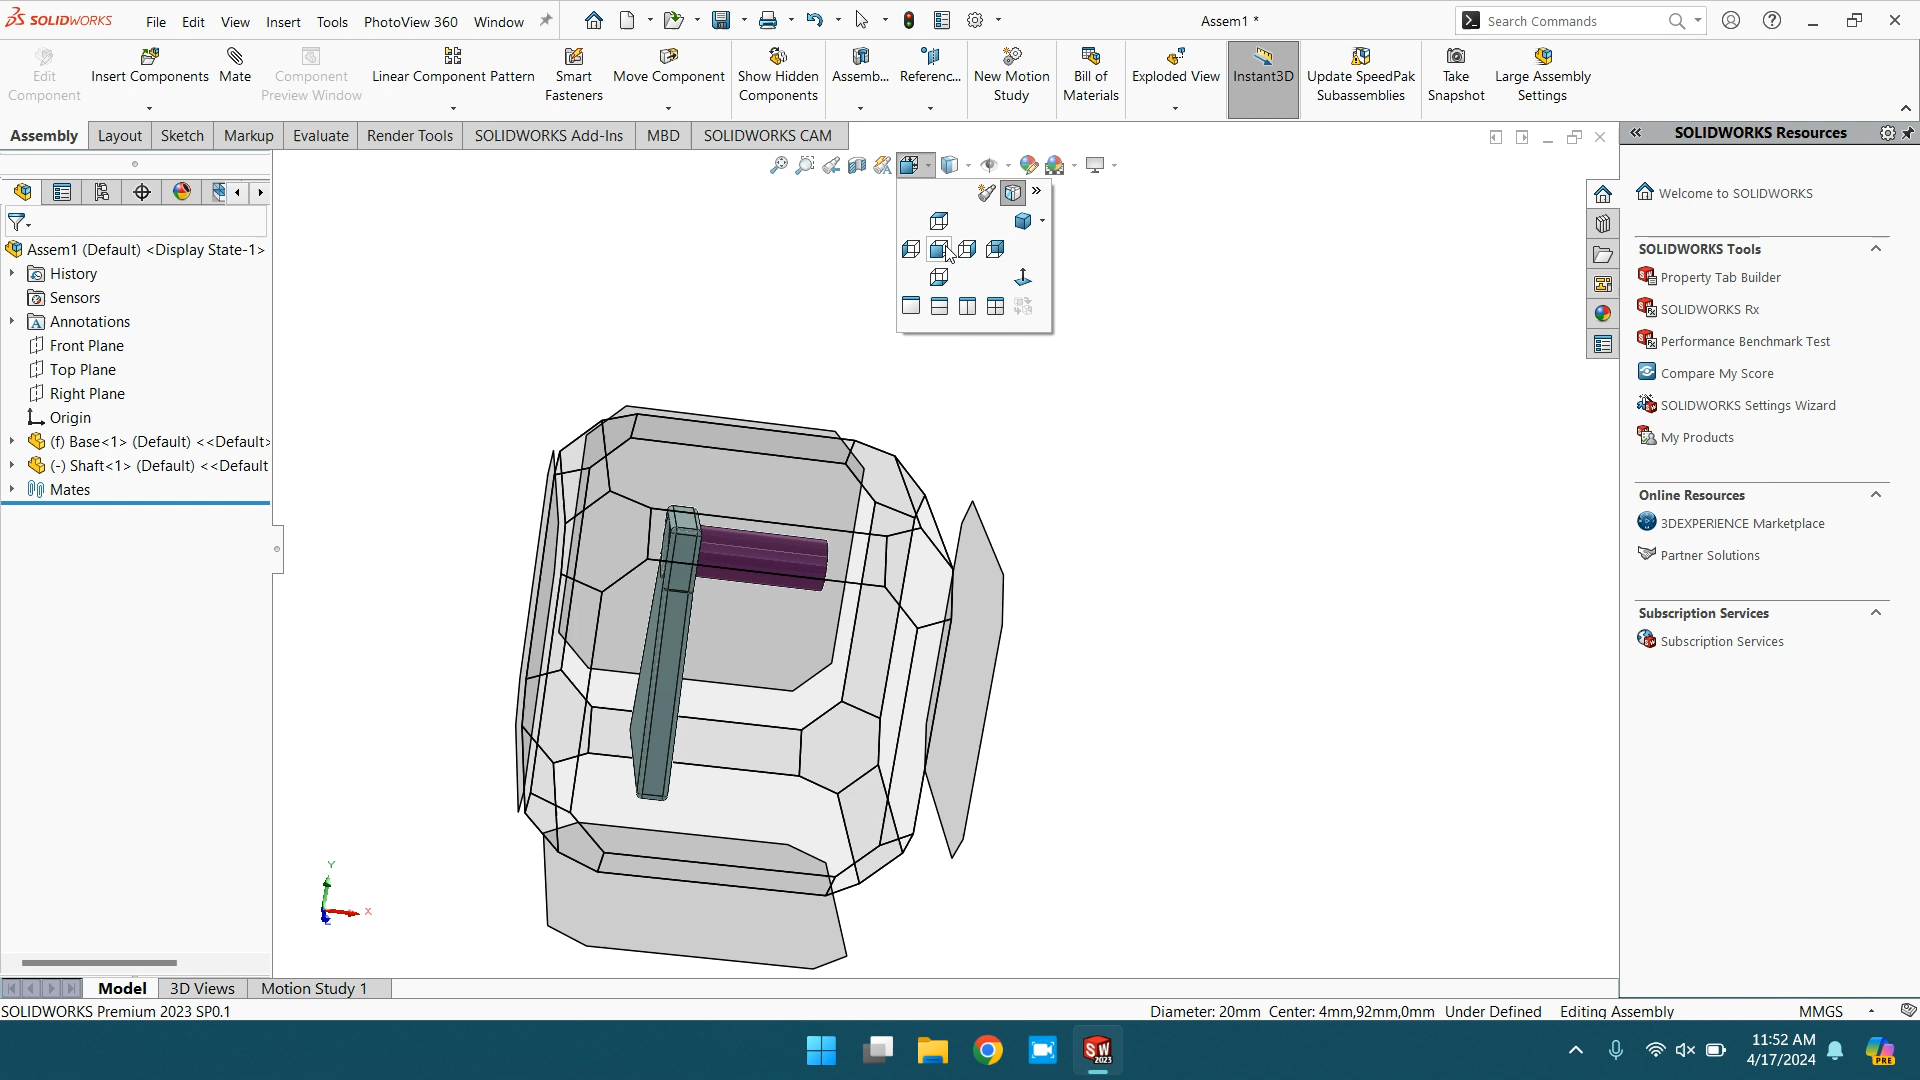 SOLIDWORKS File Edit View Insert Tools PhotoView 360 Window Assem1 * Search Commands
Edit Component
Insert Components
Mate
Component Preview Window
Linear Component Pattern
Smart Fasteners
Move Component
Show Hidden Components
Assemb...
Referenc...
New Motion Study
Bill of Materials
Exploded View
Instant3D
Update SpeedPak Subassemblies
Take Snapshot
Large Assembly Settings
Assembly Layout Sketch Markup Evaluate Render Tools SOLIDWORKS Add-Ins MBD SOLIDWORKS CAM
SOLIDWORKS Resources
Assem1 (Default) <Display State-1>
History
Sensors
Annotations
Front Plane
Top Plane
Right Plane
Origin
(f) Base<1> (Default) <<Default>
(-) Shaft<1> (Default) <<Default
Mates
Y
X
Z
Welcome to SOLIDWORKS
SOLIDWORKS Tools
Property Tab Builder
SOLIDWORKS Rx
Performance Benchmark Test
Compare My Score
SOLIDWORKS Settings Wizard
My Products
Online Resources
3DEXPERIENCE Marketplace
Partner Solutions
Subscription Services
Subscription Services
Model 3D Views Motion Study 1
SOLIDWORKS Premium 2023 SP0.1
Diameter: 20mm Center: 4mm,92mm,0mm Under Defined Editing Assembly MMGS
SW
2023
11:52 AM
4/17/2024
PRE